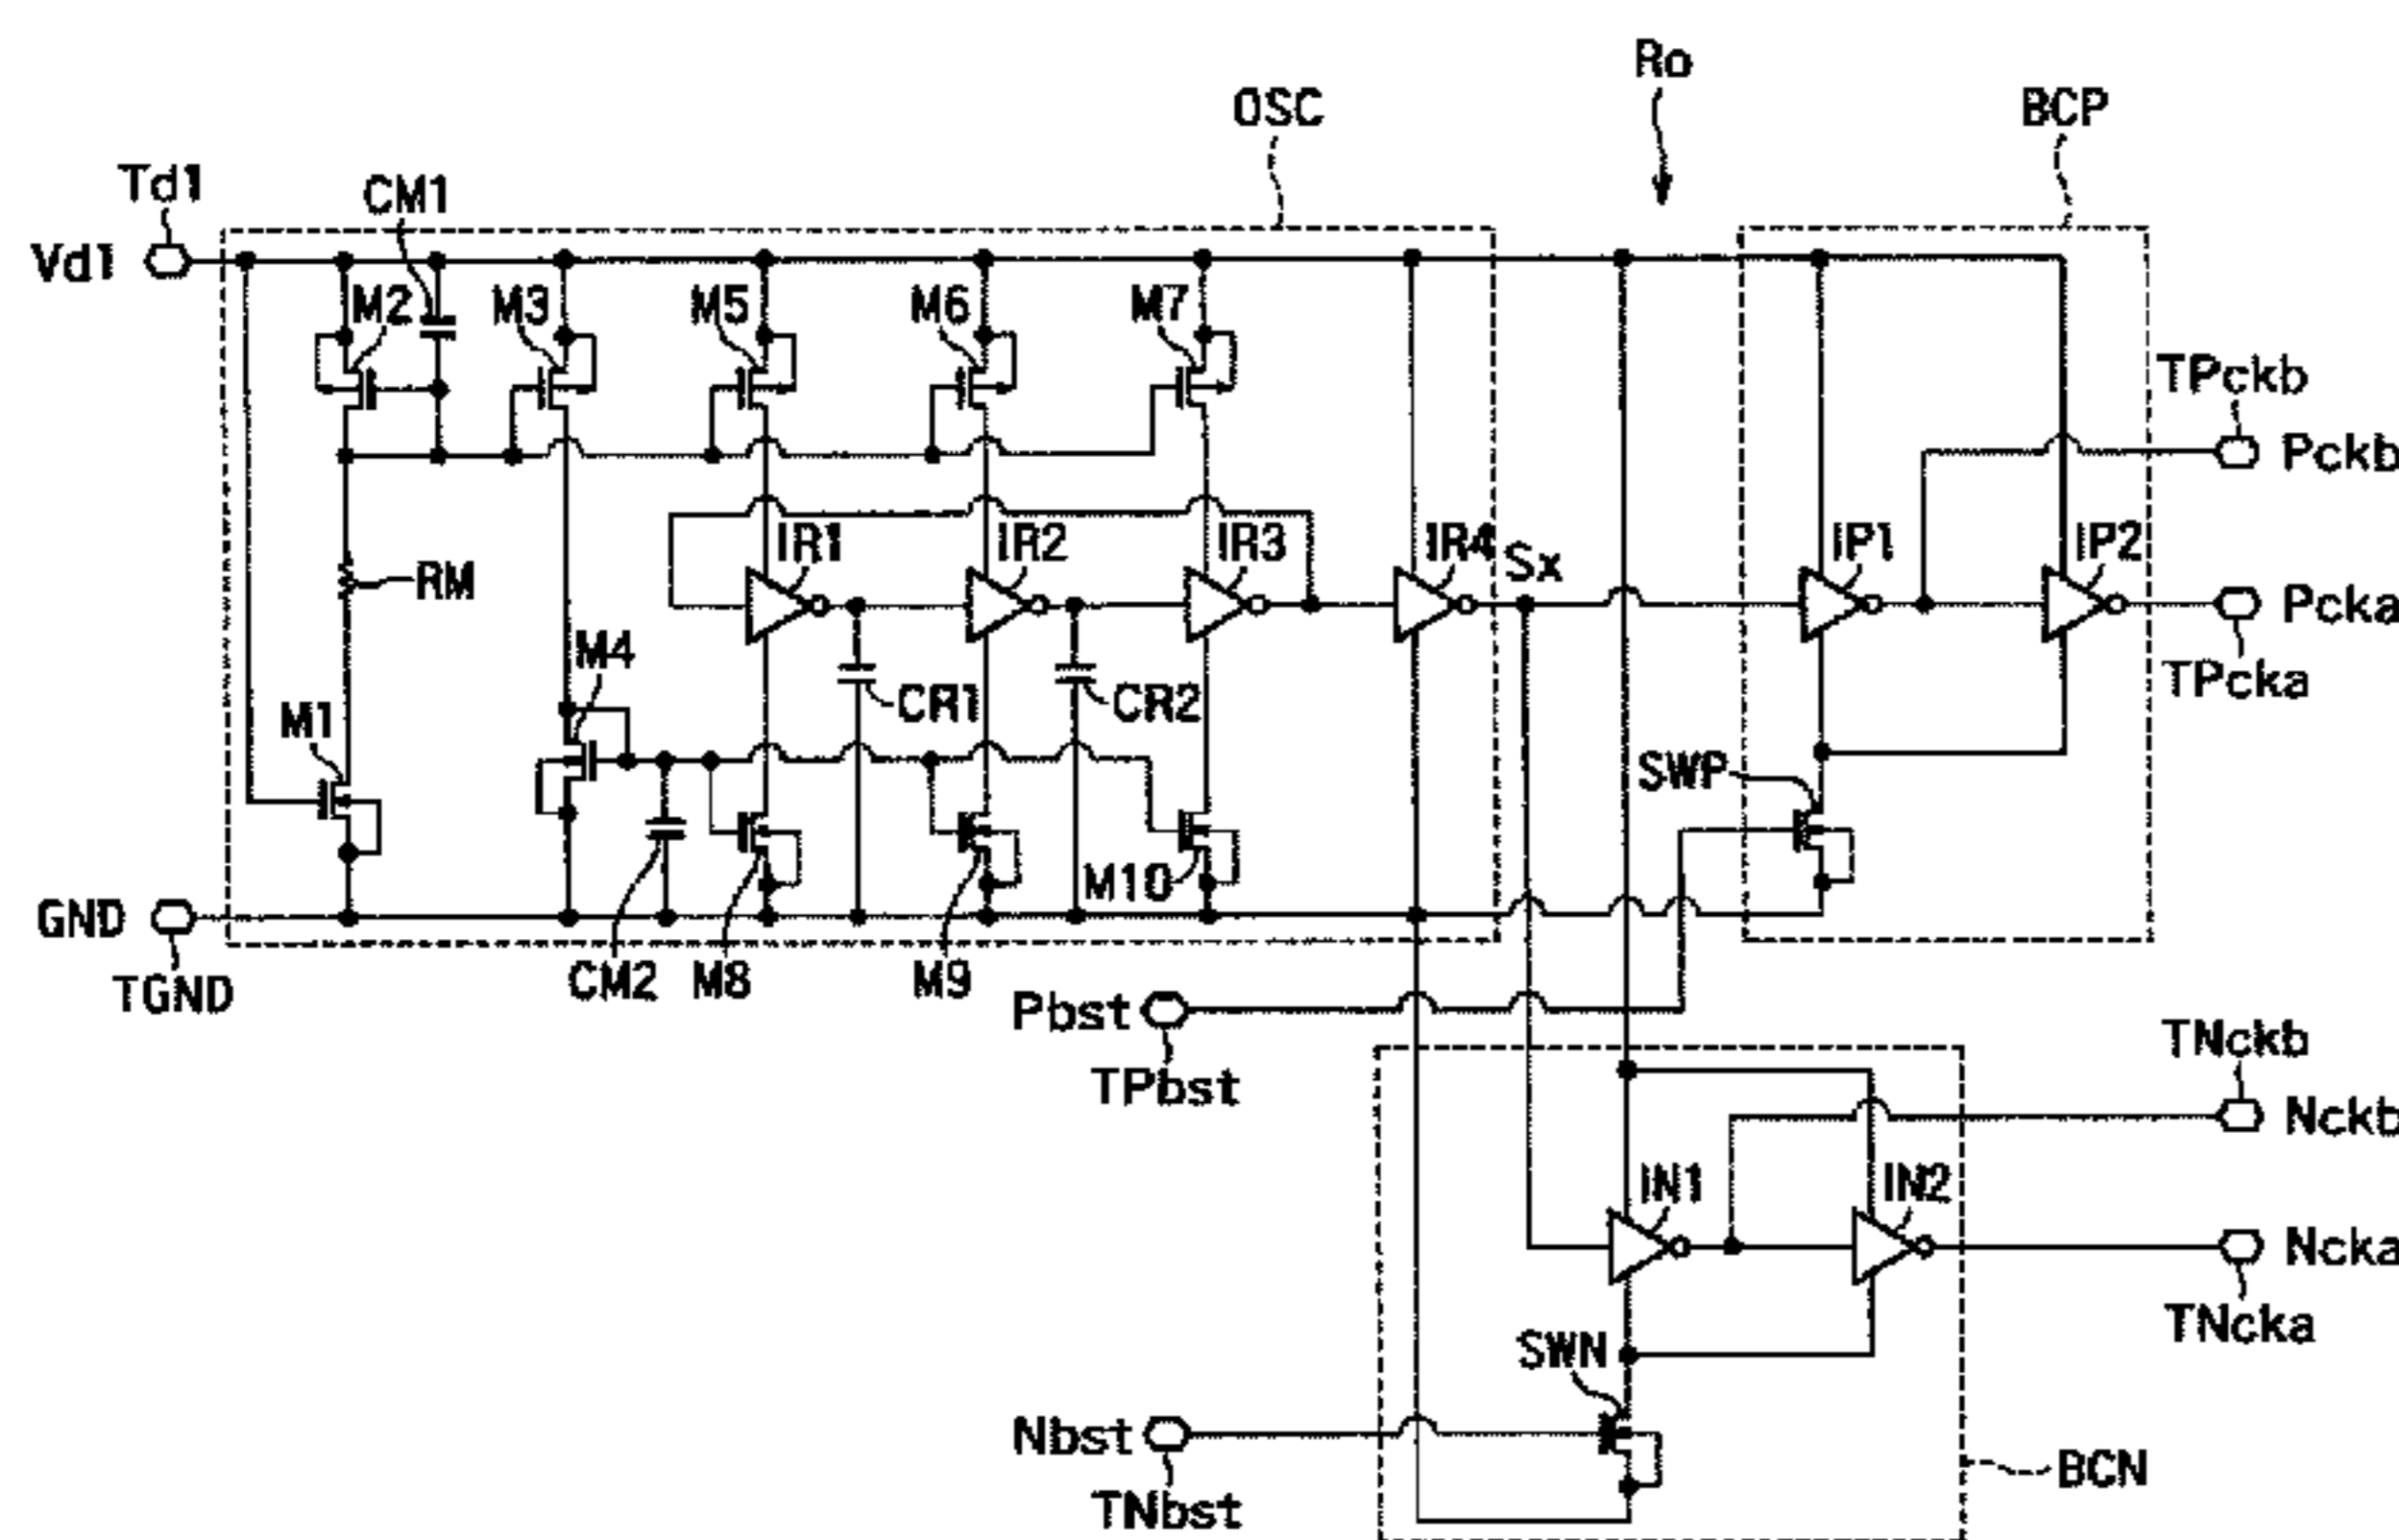 Ro
OSC
BCP
Td1
CM1
Vd1
M2
M3
M5
M6
M7
TPckb
Pckb
RM
IR1
IR2
IR3
IR4
Sx
IP1
IP2
Pcka
TPcka
M4
M1
CR1
CR2
SWP
M10
GND
TGND
CM2
M8
M9
Pbst
TPbst
TNckb
Nckb
IN1
IN2
Ncka
TNcka
SWN
Nbst
TNbst
BCN